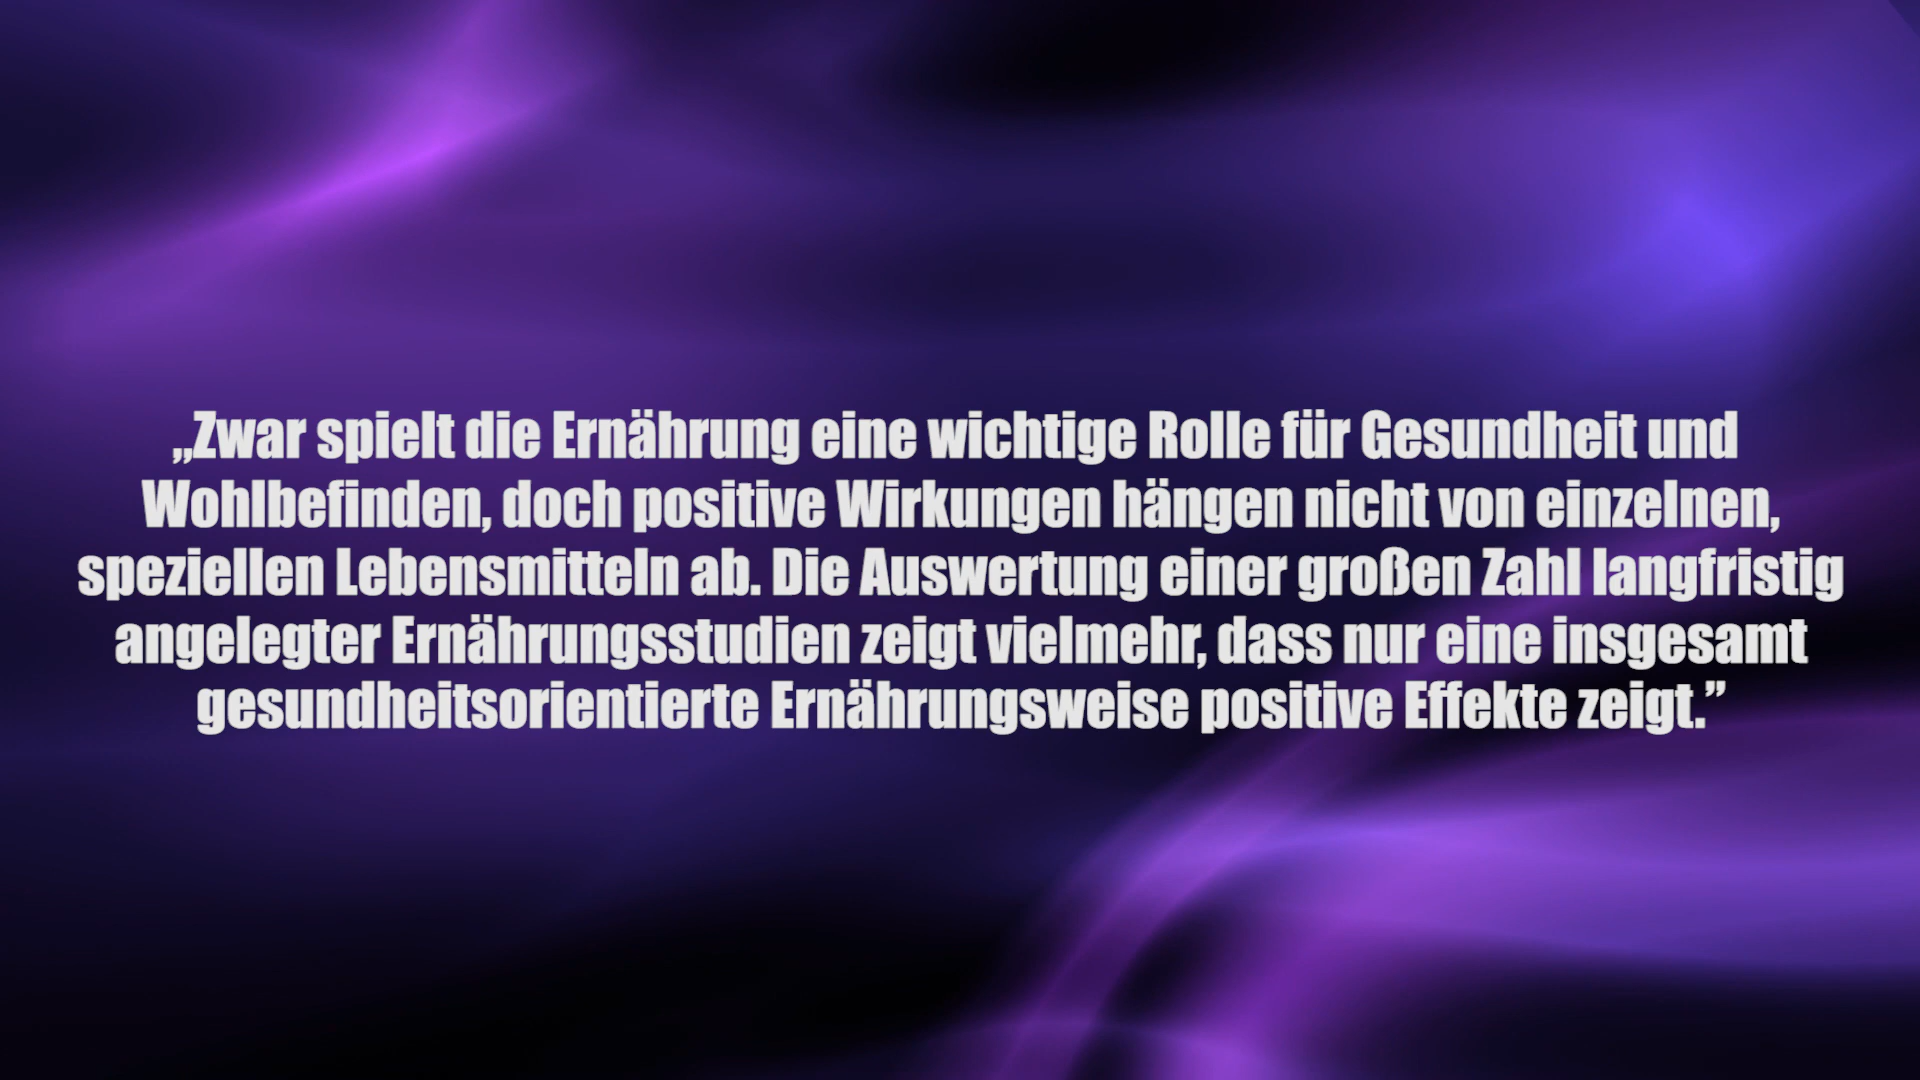 „Zwar spielt die Ernährung eine wichtige Rolle für Gesundheit und
Wohlbefinden, doch positive Wirkungen hängen nicht von einzelnen,
speziellen Lebensmitteln ab. Die Auswertung einer großen Zahl langfristig
angelegter Ernährungsstudien zeigt vielmehr, dass nur eine insgesamt
gesundheitsorientierte Ernährungsweise positive Effekte zeigt.”